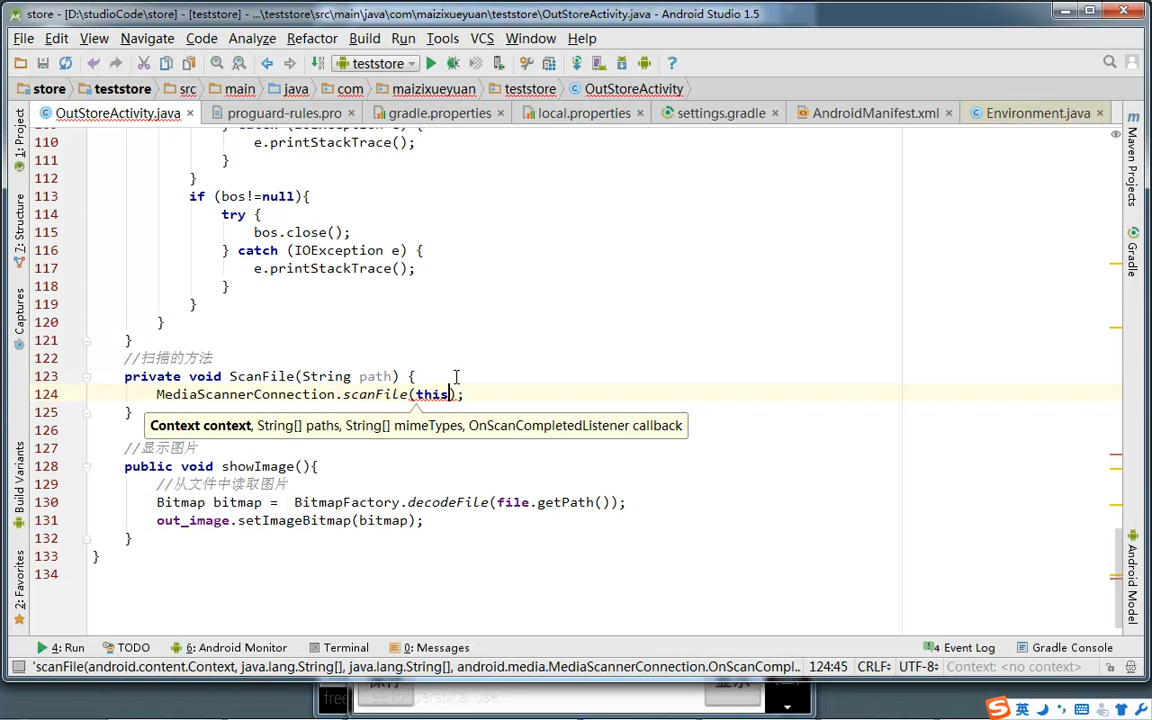 store - [D:\studioCode\store] - [teststore] - ...\teststore\src\main\java\com\maizixueyuan\teststore\OutStoreActivity.java - Android Studio 1.5
File Edit View Navigate Code Analyze Refactor Build Run Tools VCS Window Help
teststore
store teststore src main java com maizixueyuan teststore OutStoreActivity
OutStoreActivity.java proguard-rules.pro gradle.properties local.properties settings.gradle AndroidManifest.xml Environment.java
110 e.printStackTrace();
111 }
112 }
113 if (bos!=null){
114 try {
115 bos.close();
116 } catch (IOException e) {
117 e.printStackTrace();
118 }
119 }
120 }
121 }
122 //扫描的方法
123 private void ScanFile(String path) {
124 MediaScannerConnection.scanFile(this);
125 }
Context context, String[] paths, String[] mimeTypes, OnScanCompletedListener callback
127 //显示图片
128 public void showImage(){
129 //从文件中读取图片
130 Bitmap bitmap = BitmapFactory.decodeFile(file.getPath());
131 out_image.setImageBitmap(bitmap);
132 }
133 }
134
1: Project
7: Structure
Captures
Build Variants
2: Favorites
Maven Projects
Gradle
Android Model
4: Run TODO 6: Android Monitor Terminal 0: Messages 4 Event Log Gradle Console
'scanFile(android.content.Context, java.lang.String[], java.lang.String[], android.media.MediaScannerConnection.OnScanCompl... 124:45 CRLF UTF-8 Context: <no context>
free for personal use
英